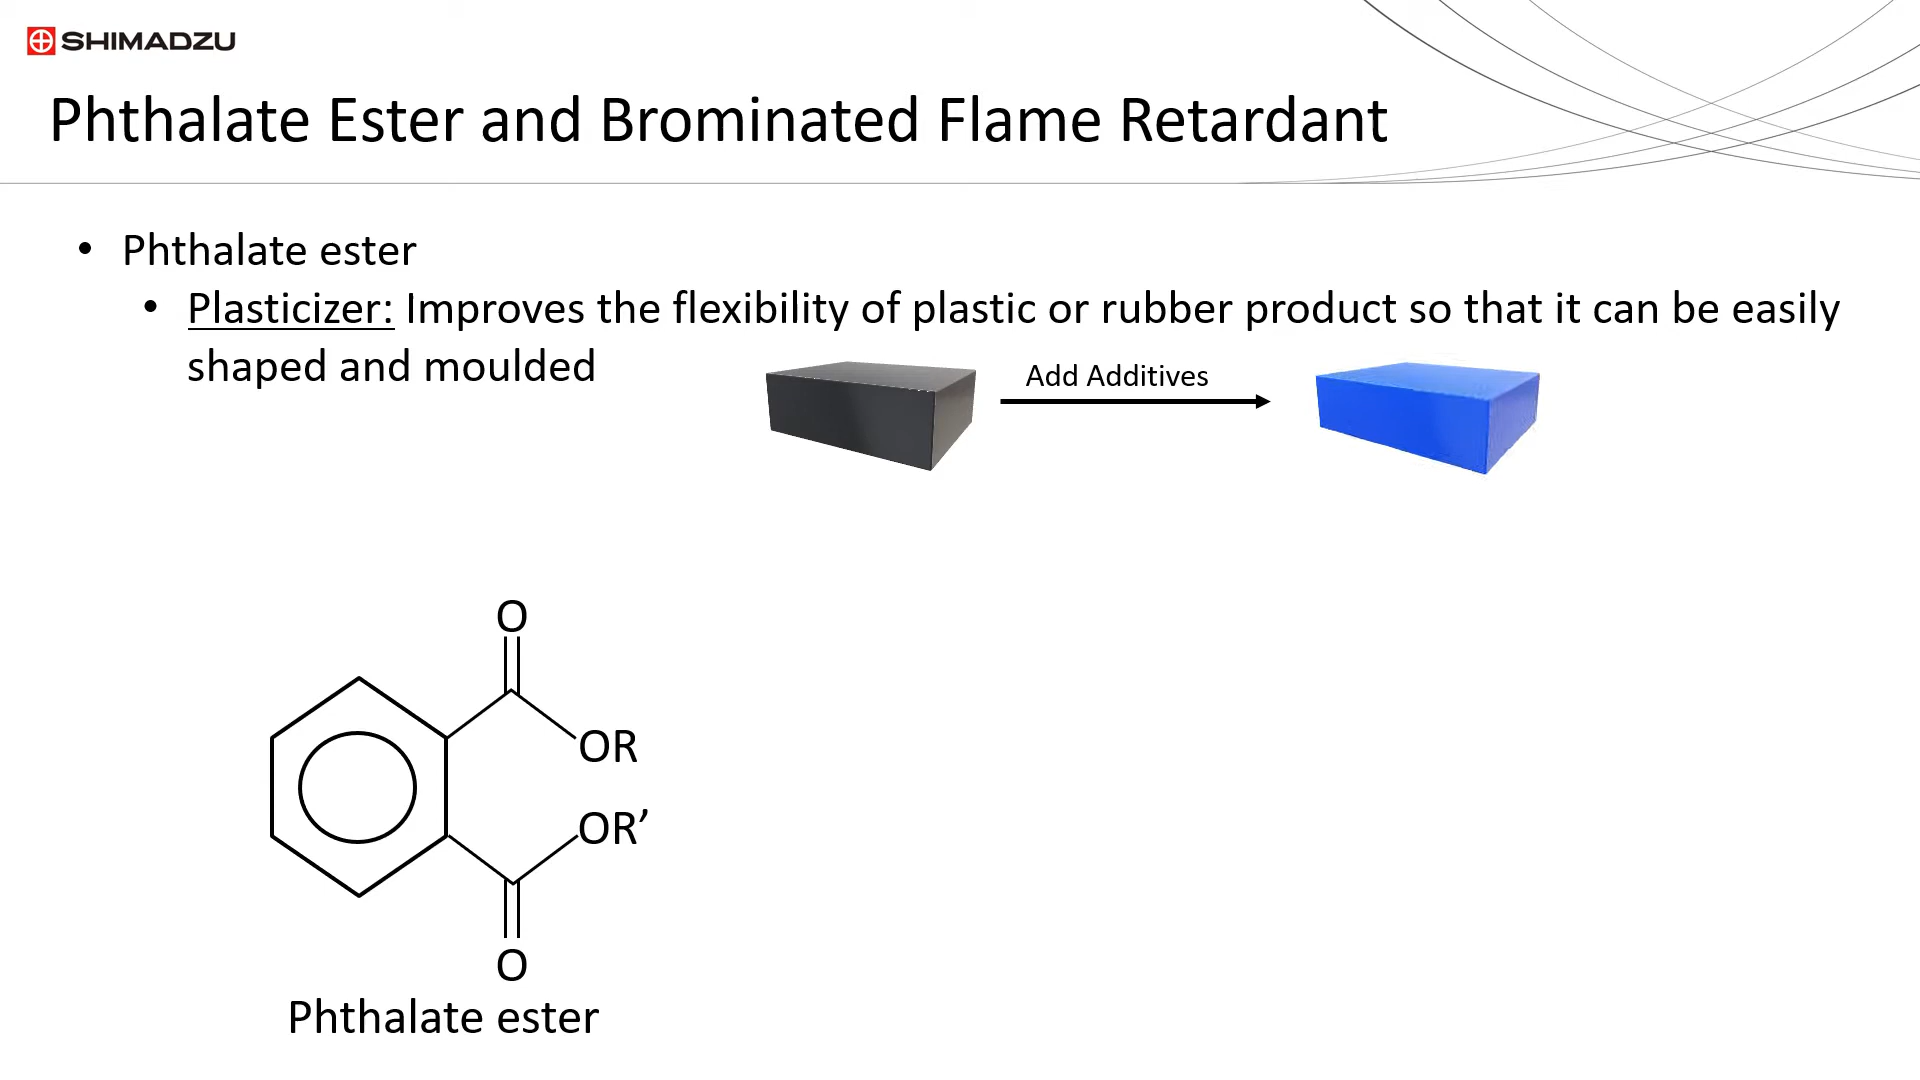 SHIMADZU
Phthalate Ester and Brominated Flame Retardant
• Phthalate ester
• Plasticizer: Improves the flexibility of plastic or rubber product so that it can be easily
shaped and moulded
Add Additives
O
OR
OR’
O
Phthalate ester